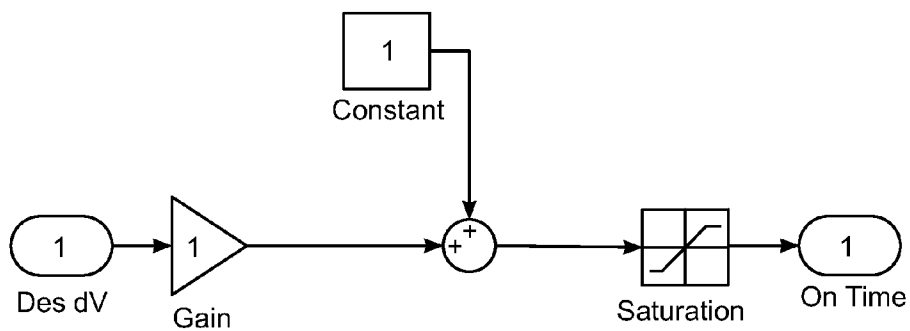 1
Constant
+
+
1
Des dV
1
Gain
Saturation
1
On Time